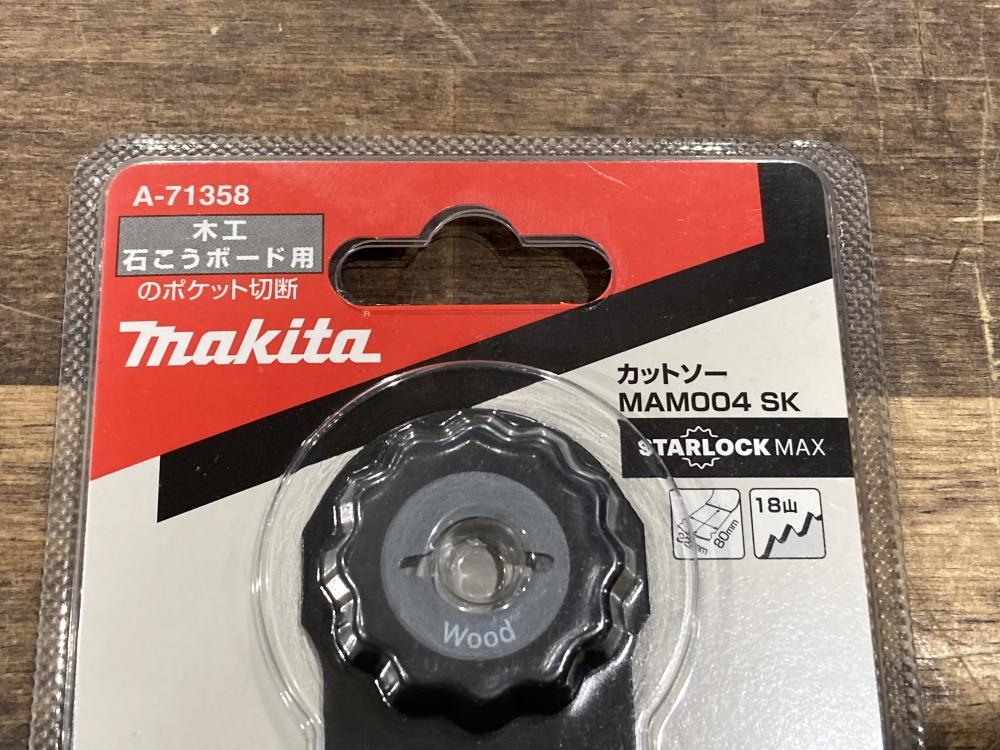 A-71358
木工
石こうボード用
のポケット切断
makita
R
カットソー
MAM004 SK
STARLOCK MAX
80mm
18山
Wood